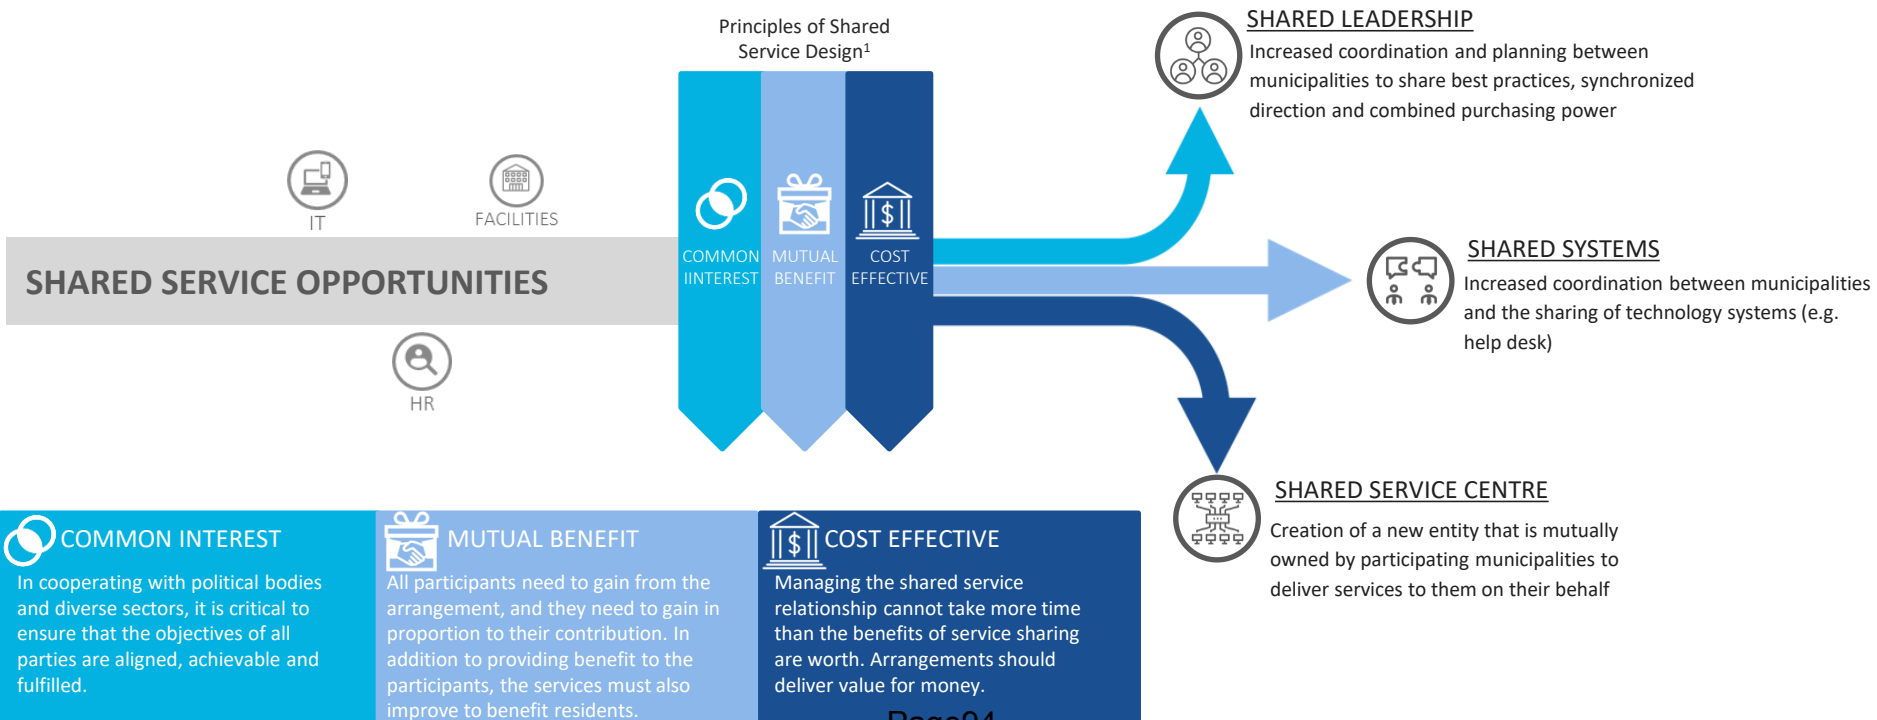 Principles of Shared
Service Design¹
IT
FACILITIES
SHARED SERVICE OPPORTUNITIES
HR
COMMON
IINTEREST
MUTUAL
BENEFIT
COST
EFFECTIVE
SHARED LEADERSHIP
Increased coordination and planning between
municipalities to share best practices, synchronized
direction and combined purchasing power
SHARED SYSTEMS
Increased coordination between municipalities
and the sharing of technology systems (e.g.
help desk)
SHARED SERVICE CENTRE
Creation of a new entity that is mutually
owned by participating municipalities to
deliver services to them on their behalf
COMMON INTEREST
In cooperating with political bodies
and diverse sectors, it is critical to
ensure that the objectives of all
parties are aligned, achievable and
fulfilled.
MUTUAL BENEFIT
All participants need to gain from the
arrangement, and they need to gain in
proportion to their contribution. In
addition to providing benefit to the
participants, the services must also
improve to benefit residents.
COST EFFECTIVE
Managing the shared service
relationship cannot take more time
than the benefits of service sharing
are worth. Arrangements should
deliver value for money.
Page94